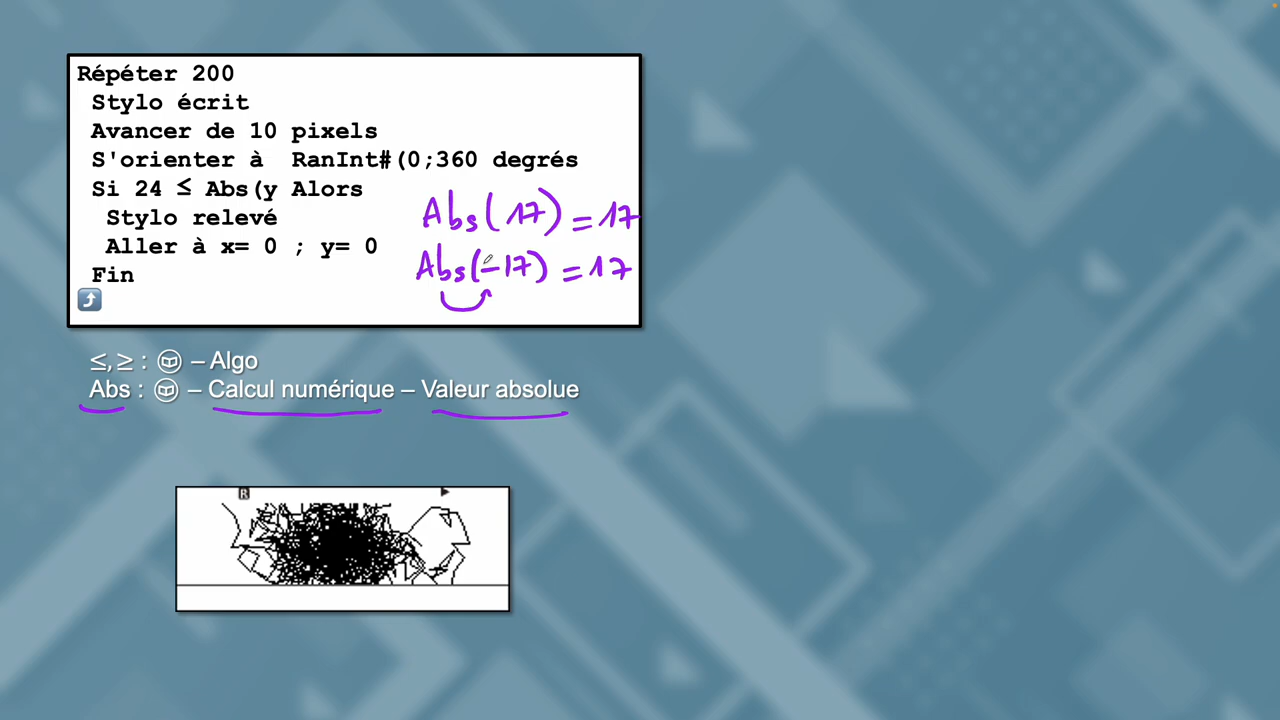 Répéter 200
Stylo écrit
Avancer de 10 pixels
S'orienter à RanInt#(0;360 degrés
Si 24 ≤ Abs(y Alors
Stylo relevé
Aller à x= 0 ; y= 0
Fin
Abs(17) = 17
Abs(-17) = 17
≤,≥ : – Algo
Abs : – Calcul numérique – Valeur absolue
R